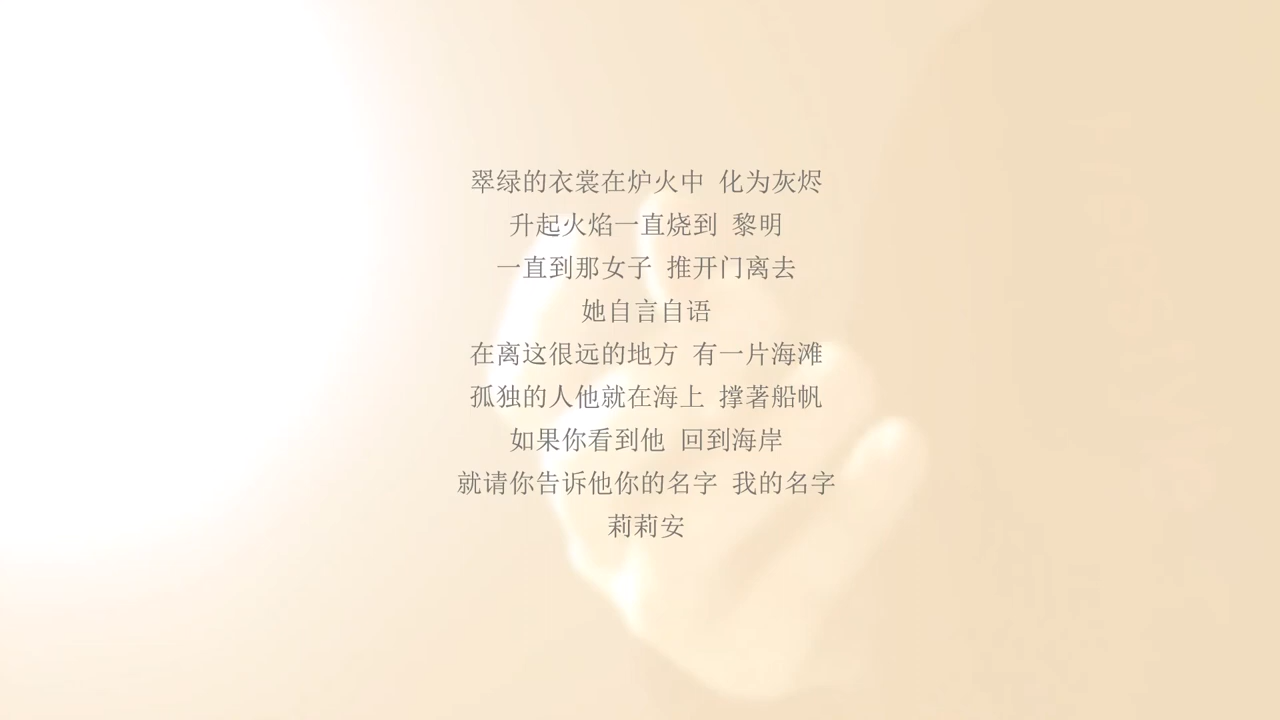 翠绿的衣裳在炉火中 化为灰烬
升起火焰一直烧到 黎明
一直到那女子 推开门离去
她自言自语
在离这很远的地方 有一片海滩
孤独的人他就在海上 撑著船帆
如果你看到他 回到海岸
就请你告诉他你的名字 我的名字
莉莉安